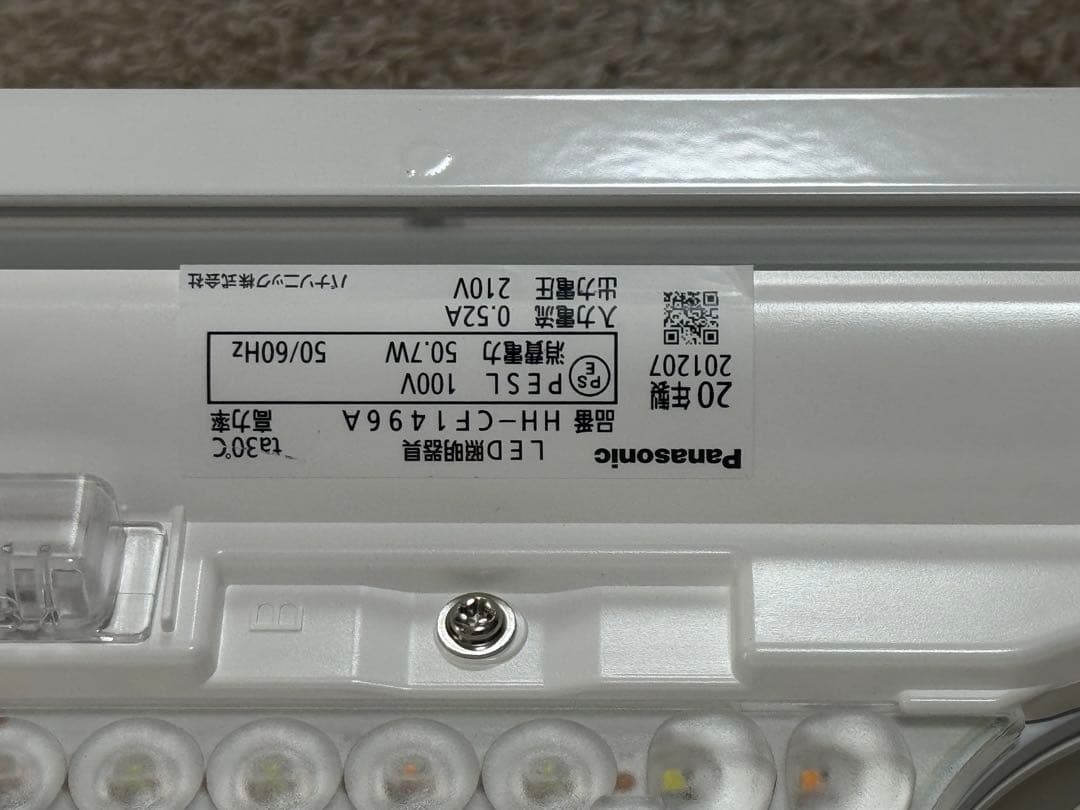 Panasonic LED照明器具 ta30℃
品番 HH-CF1496A 高力率
20年製
201207
PS E PESL 100V
消費電力 50.7W 50/60Hz
入力電流 0.52A
出力電圧 210V
パナソニック株式会社
B